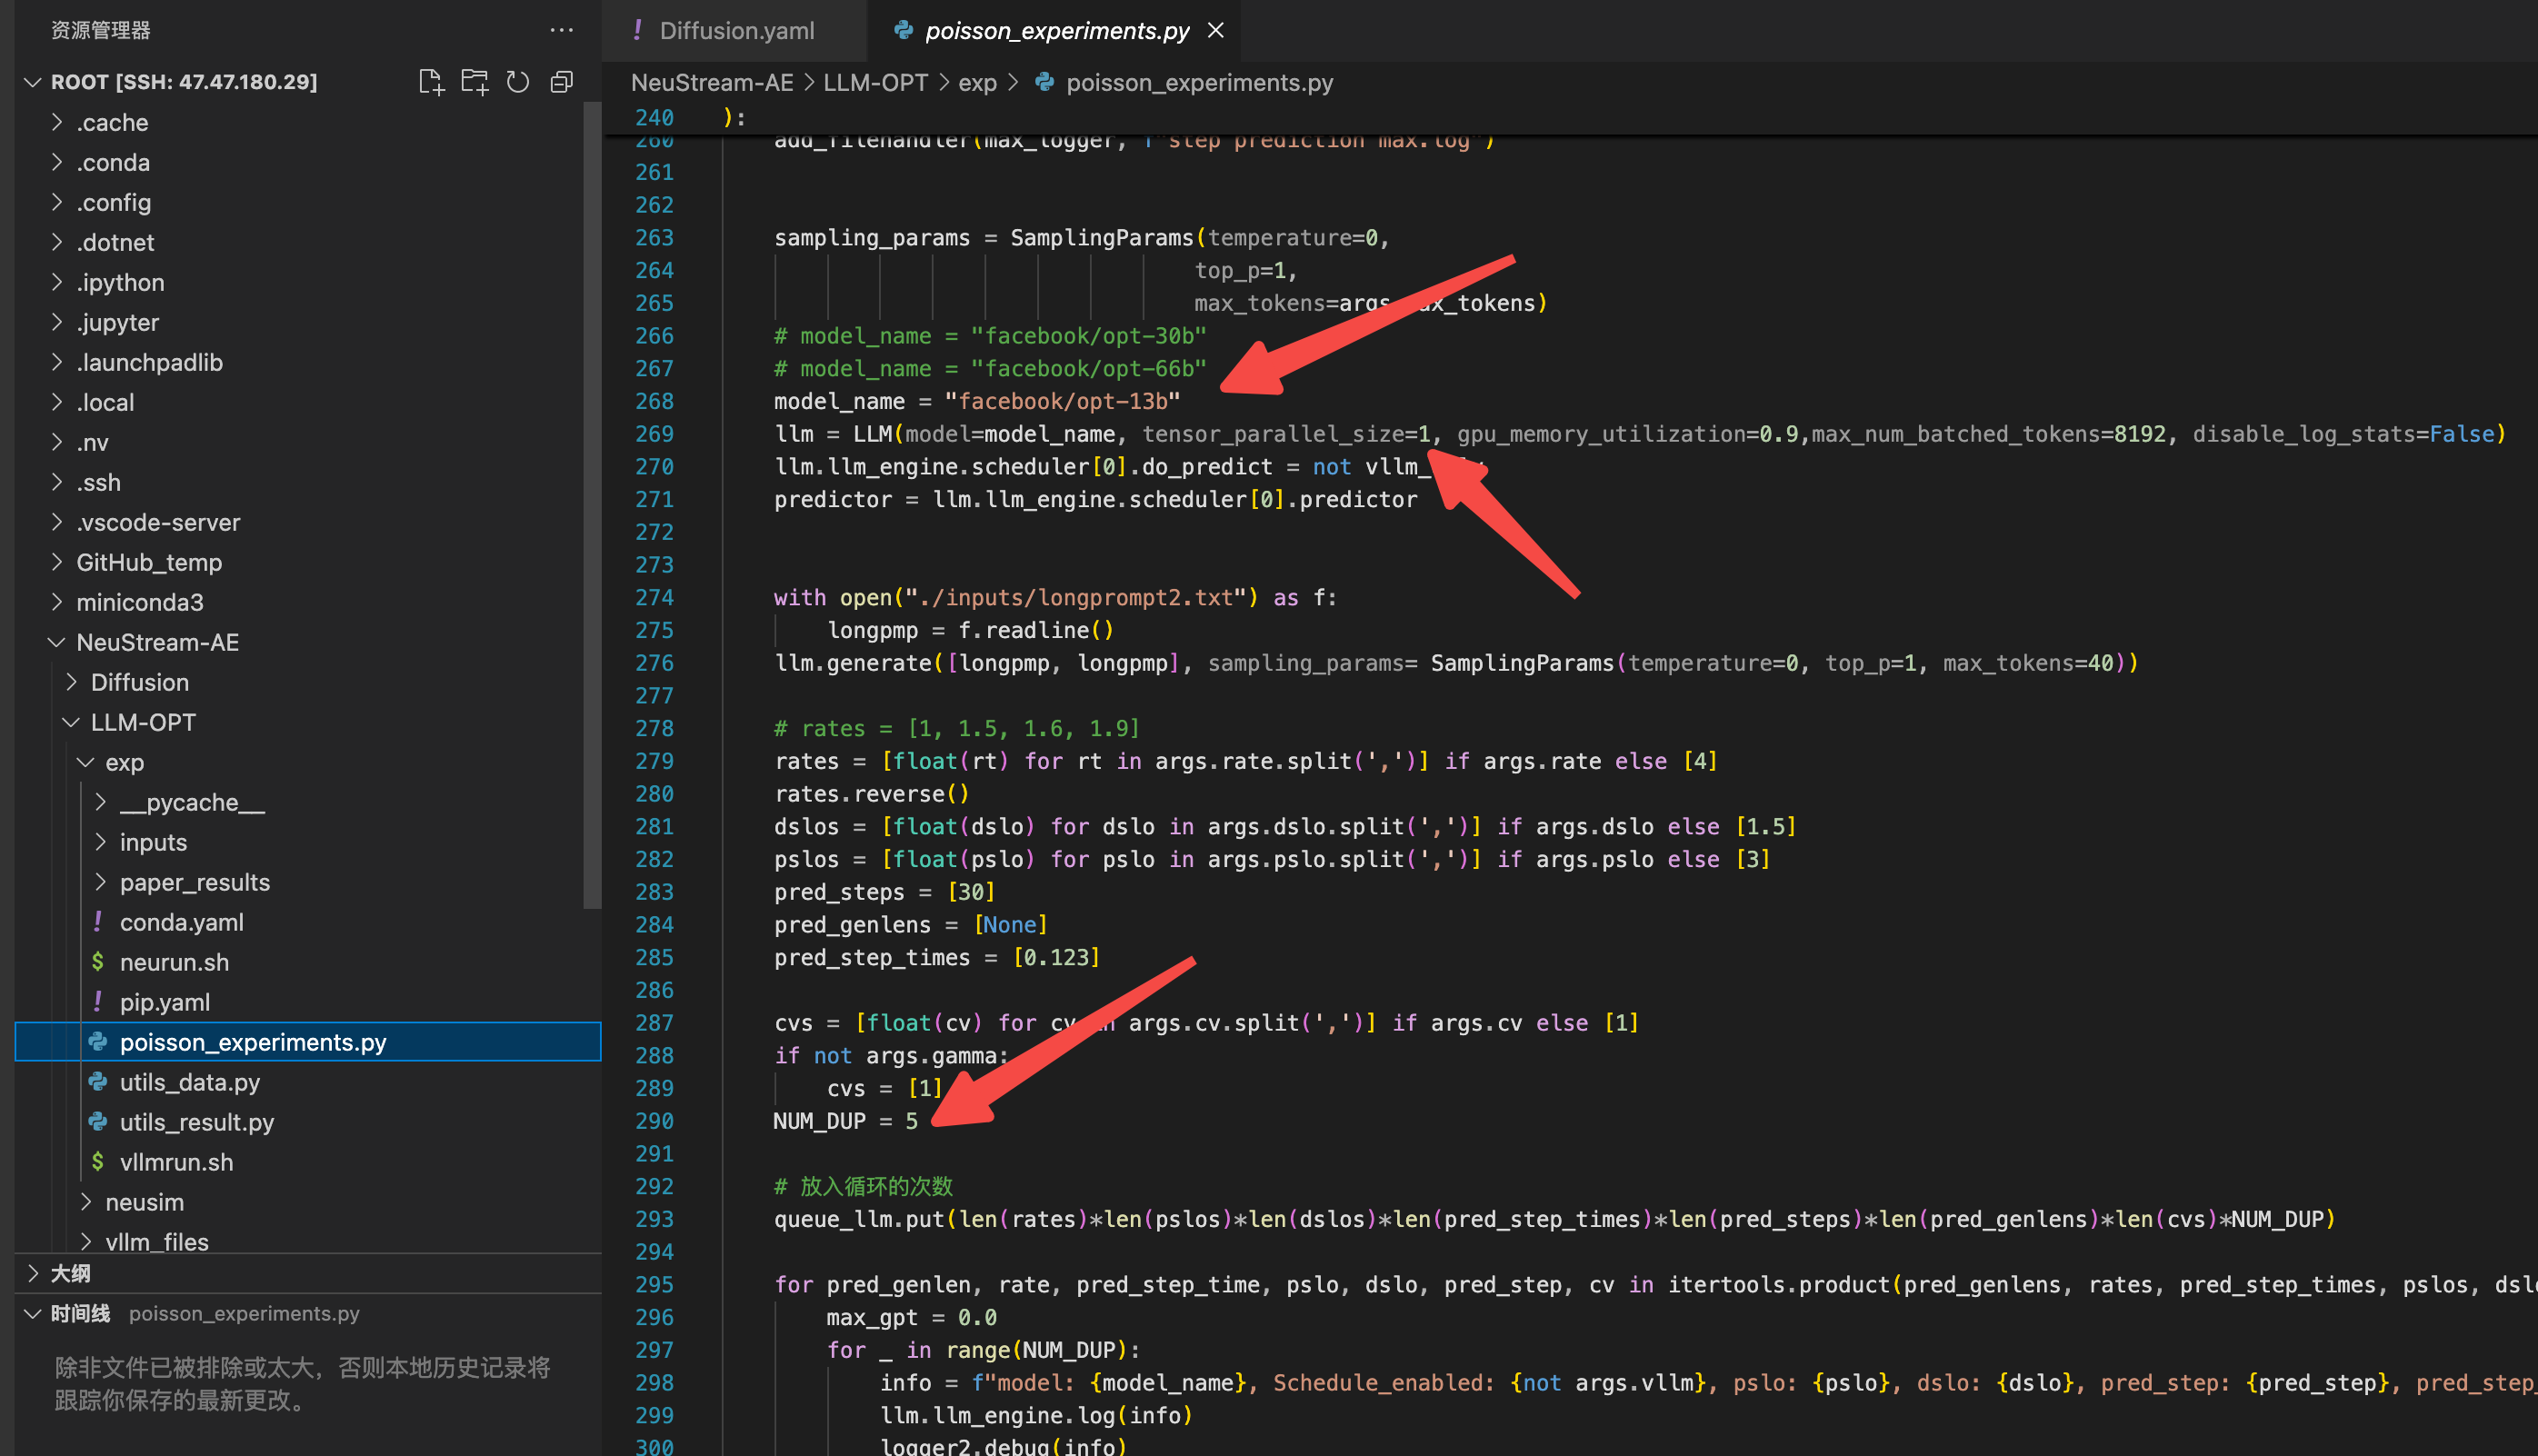 资源管理器
ROOT [SSH: 47.47.180.29]
.cache
.conda
.config
.dotnet
.ipython
.jupyter
.launchpadlib
.local
.nv
.ssh
.vscode-server
GitHub_temp
miniconda3
NeuStream-AE
Diffusion
LLM-OPT
exp
__pycache__
inputs
paper_results
! conda.yaml
$ neurun.sh
! pip.yaml
poisson_experiments.py
utils_data.py
utils_result.py
$ vllmrun.sh
neusim
vllm_files
大纲
时间线 poisson_experiments.py
除非文件已被排除或太大，否则本地历史记录将
跟踪你保存的最新更改。
! Diffusion.yaml
poisson_experiments.py
NeuStream-AE > LLM-OPT > exp > poisson_experiments.py
240 ):
260 add_filehandler(max_logger, f"step prediction max.log")
261
262
263 sampling_params = SamplingParams(temperature=0,
264 top_p=1,
265 max_tokens=args.max_tokens)
266 # model_name = "facebook/opt-30b"
267 # model_name = "facebook/opt-66b"
268 model_name = "facebook/opt-13b"
269 llm = LLM(model=model_name, tensor_parallel_size=1, gpu_memory_utilization=0.9,max_num_batched_tokens=8192, disable_log_stats=False)
270 llm.llm_engine.scheduler[0].do_predict = not
271 predictor = llm.llm_engine.scheduler[0].predictor
272
273
274 with open("./inputs/longprompt2.txt") as f:
275 longpmp = f.readline()
276 llm.generate([longpmp, longpmp], sampling_params= SamplingParams(temperature=0, top_p=1, max_tokens=40))
277
278 # rates = [1, 1.5, 1.6, 1.9]
279 rates = [float(rt) for rt in args.rate.split(',')] if args.rate else [4]
280 rates.reverse()
281 dslos = [float(dslo) for dslo in args.dslo.split(',')] if args.dslo else [1.5]
282 pslos = [float(pslo) for pslo in args.pslo.split(',')] if args.pslo else [3]
283 pred_steps = [30]
284 pred_genlens = [None]
285 pred_step_times = [0.123]
286
287 cvs = [float(cv) for cv in args.cv.split(',')] if args.cv else [1]
288 if not args.gamma:
289 cvs = [1]
290 NUM_DUP = 5
291
292 # 放入循环的次数
293 queue_llm.put(len(rates)*len(pslos)*len(dslos)*len(pred_step_times)*len(pred_steps)*len(pred_genlens)*len(cvs)*NUM_DUP)
294
295 for pred_genlen, rate, pred_step_time, pslo, dslo, pred_step, cv in itertools.product(pred_genlens, rates, pred_step_times, pslos,
296 max_gpt = 0.0
297 for _ in range(NUM_DUP):
298 info = f"model: {model_name}, Schedule_enabled: {not args.vllm}, pslo: {pslo}, dslo: {dslo}, pred_step: {pred_step}, pred_step_
299 llm.llm_engine.log(info)
300 logger2.debug(info)